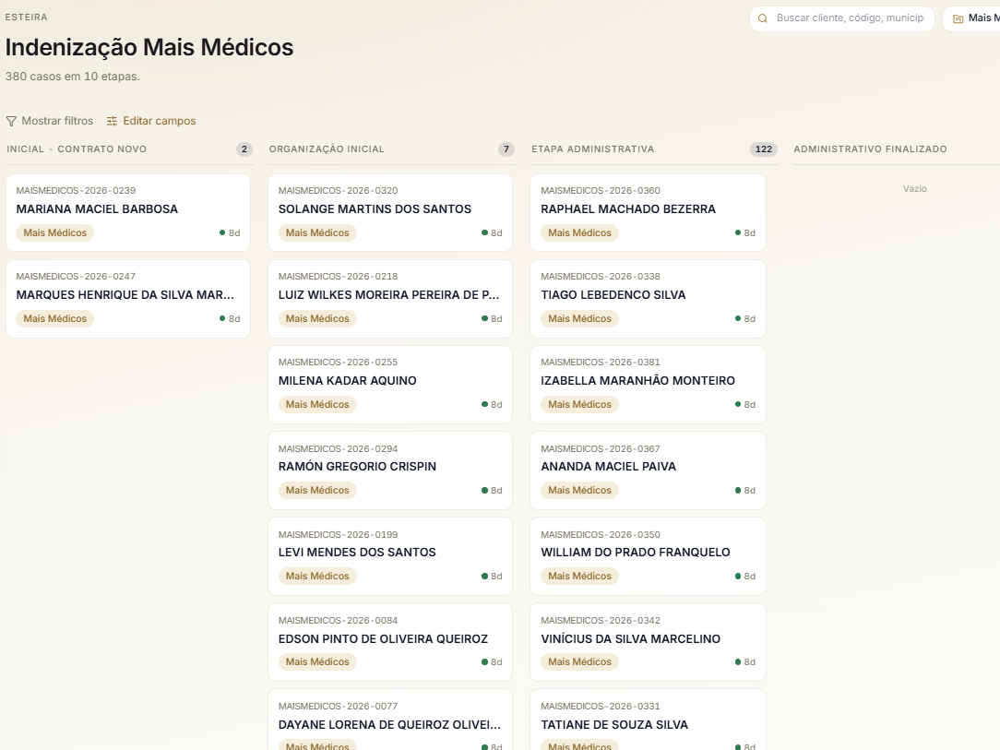 ESTEIRA
Buscar cliente, código, municíp
Mais M
Indenização Mais Médicos
380 casos em 10 etapas.
Mostrar filtros
Editar campos
INICIAL - CONTRATO NOVO
2
MAISMEDICOS-2026-0239
MARIANA MACIEL BARBOSA
Mais Médicos
8d
MAISMEDICOS-2026-0247
MARQUES HENRIQUE DA SILVA MAR...
Mais Médicos
8d
ORGANIZAÇÃO INICIAL
7
MAISMEDICOS-2026-0320
SOLANGE MARTINS DOS SANTOS
Mais Médicos
8d
MAISMEDICOS-2026-0218
LUIZ WILKES MOREIRA PEREIRA DE P...
Mais Médicos
8d
MAISMEDICOS-2026-0255
MILENA KADAR AQUINO
Mais Médicos
8d
MAISMEDICOS-2026-0294
RAMÓN GREGORIO CRISPIN
Mais Médicos
8d
MAISMEDICOS-2026-0199
LEVI MENDES DOS SANTOS
Mais Médicos
8d
MAISMEDICOS-2026-0084
EDSON PINTO DE OLIVEIRA QUEIROZ
Mais Médicos
8d
MAISMEDICOS-2026-0077
DAYANE LORENA DE QUEIROZ OLIVEI...
Mais Médicos
8d
ETAPA ADMINISTRATIVA
122
MAISMEDICOS-2026-0360
RAPHAEL MACHADO BEZERRA
Mais Médicos
8d
MAISMEDICOS-2026-0338
TIAGO LEBEDENCO SILVA
Mais Médicos
8d
MAISMEDICOS-2026-0381
IZABELLA MARANHÃO MONTEIRO
Mais Médicos
8d
MAISMEDICOS-2026-0367
ANANDA MACIEL PAIVA
Mais Médicos
8d
MAISMEDICOS-2026-0350
WILLIAM DO PRADO FRANQUELO
Mais Médicos
8d
MAISMEDICOS-2026-0342
VINÍCIUS DA SILVA MARCELINO
Mais Médicos
8d
MAISMEDICOS-2026-0331
TATIANE DE SOUZA SILVA
Mais Médicos
8d
ADMINISTRATIVO FINALIZADO
Vazio